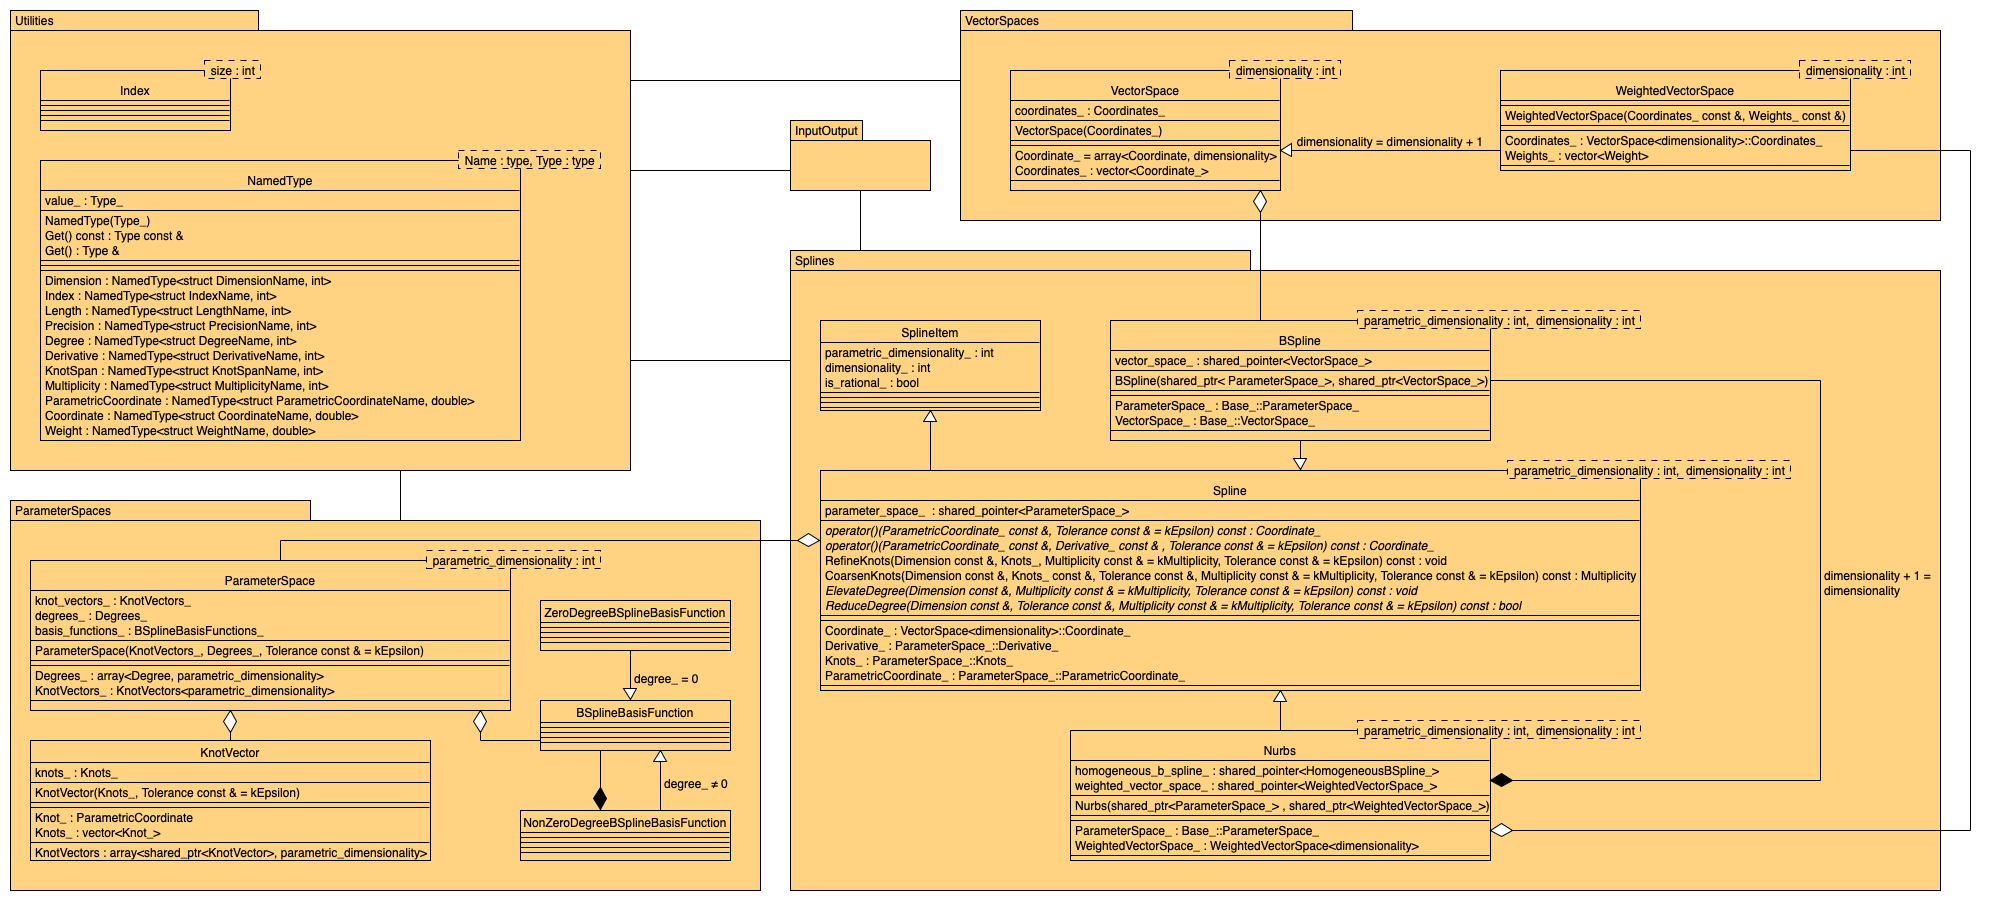 Utilities
size : int
Index
Name : type, Type : type
NamedType
value_ : Type_
NamedType(Type_)
Get() const : Type const &
Get() : Type &
Dimension : NamedType<struct DimensionName, int>
Index : NamedType<struct IndexName, int>
Length : NamedType<struct LengthName, int>
Precision : NamedType<struct PrecisionName, int>
Degree : NamedType<struct DegreeName, int>
Derivative : NamedType<struct DerivativeName, int>
KnotSpan : NamedType<struct KnotSpanName, int>
Multiplicity : NamedType<struct MultiplicityName, int>
ParametricCoordinate : NamedType<struct ParametricCoordinateName, double>
Coordinate : NamedType<struct CoordinateName, double>
Weight : NamedType<struct WeightName, double>
InputOutput
VectorSpaces
dimensionality : int
VectorSpace
coordinates_ : Coordinates_
VectorSpace(Coordinates_)
Coordinate_ = array<Coordinate, dimensionality>
Coordinates_ : vector<Coordinate_>
dimensionality = dimensionality + 1
dimensionality : int
WeightedVectorSpace
WeightedVectorSpace(Coordinates_ const &, Weights_ const &)
Coordinates_ : VectorSpace<dimensionality>::Coordinates_
Weights_ : vector<Weight>
Splines
SplineItem
parametric_dimensionality_ : int
dimensionality_ : int
is_rational_ : bool
parametric_dimensionality : int,  dimensionality : int
BSpline
vector_space_ : shared_pointer<VectorSpace_>
BSpline(shared_ptr< ParameterSpace_>, shared_ptr<VectorSpace_>)
ParameterSpace_ : Base_::ParameterSpace_
VectorSpace_ : Base_::VectorSpace_
parametric_dimensionality : int,  dimensionality : int
Spline
parameter_space_  : shared_pointer<ParameterSpace_>
operator()(ParametricCoordinate_ const &, Tolerance const & = kEpsilon) const : Coordinate_
operator()(ParametricCoordinate_ const &, Derivative_ const & , Tolerance const & = kEpsilon) const : Coordinate_
RefineKnots(Dimension const &, Knots_, Multiplicity const & = kMultiplicity, Tolerance const & = kEpsilon) const : void
CoarsenKnots(Dimension const &, Knots_ const &, Tolerance const &, Multiplicity const & = kMultiplicity, Tolerance const & = kEpsilon) const : Multiplicity
ElevateDegree(Dimension const &, Multiplicity const & = kMultiplicity, Tolerance const & = kEpsilon) const : void
ReduceDegree(Dimension const &, Tolerance const &, Multiplicity const & = kMultiplicity, Tolerance const & = kEpsilon) const : bool
Coordinate_ : VectorSpace<dimensionality>::Coordinate_
Derivative_ : ParameterSpace_::Derivative_
Knots_ : ParameterSpace_::Knots_
ParametricCoordinate_ : ParameterSpace_::ParametricCoordinate_
dimensionality + 1 =
dimensionality
parametric_dimensionality : int,  dimensionality : int
Nurbs
homogeneous_b_spline_ : shared_pointer<HomogeneousBSpline_>
weighted_vector_space_ : shared_pointer<WeightedVectorSpace_>
Nurbs(shared_ptr<ParameterSpace_> , shared_ptr<WeightedVectorSpace_>)
ParameterSpace_ : Base_::ParameterSpace_
WeightedVectorSpace_ : WeightedVectorSpace<dimensionality>
ParameterSpaces
parametric_dimensionality : int
ParameterSpace
knot_vectors_ : KnotVectors_
degrees_ : Degrees_
basis_functions_ : BSplineBasisFunctions_
ParameterSpace(KnotVectors_, Degrees_, Tolerance const & = kEpsilon)
Degrees_ : array<Degree, parametric_dimensionality>
KnotVectors_ : KnotVectors<parametric_dimensionality>
KnotVector
knots_ : Knots_
KnotVector(Knots_, Tolerance const & = kEpsilon)
Knot_ : ParametricCoordinate
Knots_ : vector<Knot_>
KnotVectors : array<shared_ptr<KnotVector>, parametric_dimensionality>
ZeroDegreeBSplineBasisFunction
degree_ = 0
BSplineBasisFunction
degree_ ≠ 0
NonZeroDegreeBSplineBasisFunction